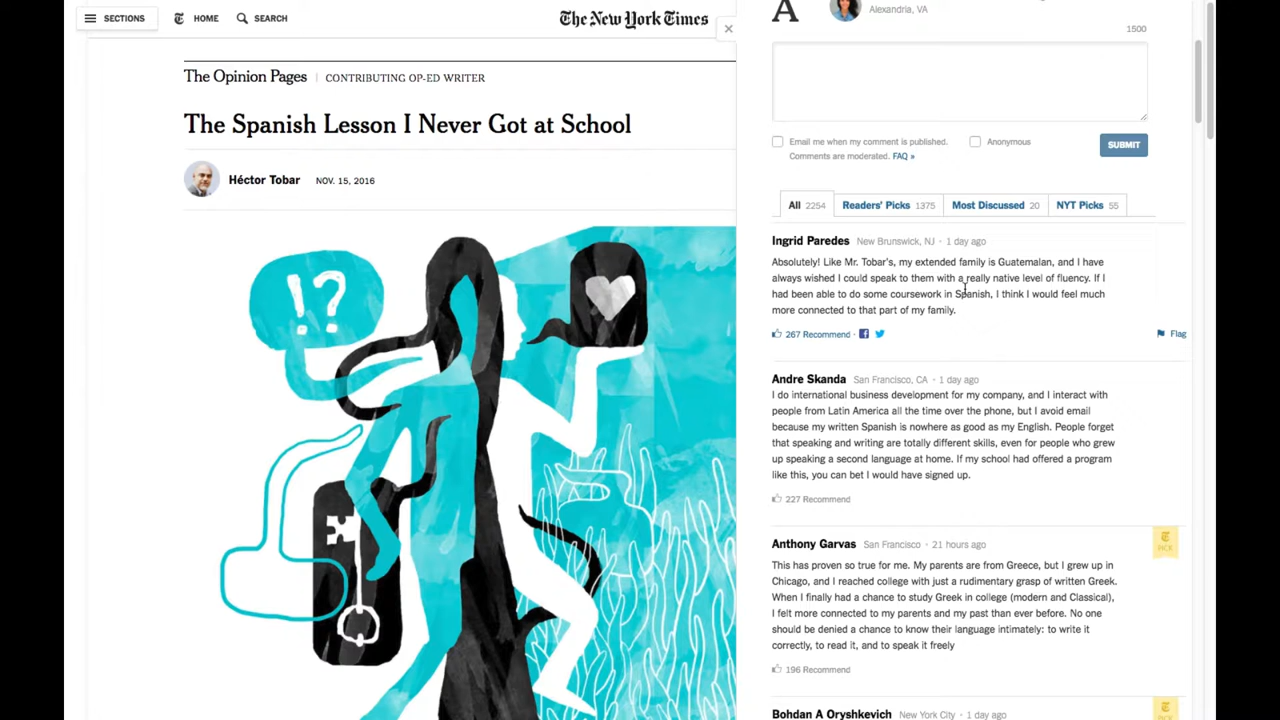 SECTIONS HOME SEARCH
The New York Times
The Opinion Pages | CONTRIBUTING OP-ED WRITER
The Spanish Lesson I Never Got at School
Héctor Tobar NOV. 15, 2016
!?
A
Alexandria, VA
1500
Email me when my comment is published.
Comments are moderated. FAQ »
Anonymous
SUBMIT
All 2254 Readers' Picks 1375 Most Discussed 20 NYT Picks 55
Ingrid Paredes New Brunswick, NJ · 1 day ago
Absolutely! Like Mr. Tobar's, my extended family is Guatemalan, and I have
always wished I could speak to them with a really native level of fluency. If I
had been able to do some coursework in Spanish, I think I would feel much
more connected to that part of my family.
267 Recommend
Flag
Andre Skanda San Francisco, CA · 1 day ago
I do international business development for my company, and I interact with
people from Latin America all the time over the phone, but I avoid email
because my written Spanish is nowhere as good as my English. People forget
that speaking and writing are totally different skills, even for people who grew
up speaking a second language at home. If my school had offered a program
like this, you can bet I would have signed up.
227 Recommend
Anthony Garvas San Francisco · 21 hours ago
T PICK
This has proven so true for me. My parents are from Greece, but I grew up in
Chicago, and I reached college with just a rudimentary grasp of written Greek.
When I finally had a chance to study Greek in college (modern and Classical),
I felt more connected to my parents and my past than ever before. No one
should be denied a chance to know their language intimately: to write it
correctly, to read it, and to speak it freely
196 Recommend
Bohdan A Oryshkevich New York City · 1 day ago
T PICK